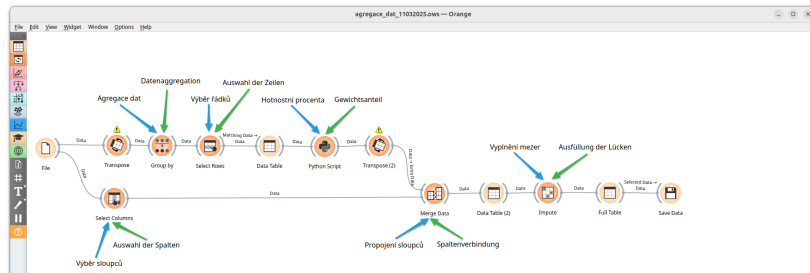 agregace_dat_11032025.ows — Orange
File Edit View Widget Window Options Help
Datenaggregation
Auswahl der Zeilen
Agregace dat
Výběr řádků
Hotnostní procenta
Gewichtsanteil
Matching Data → Data
Data
Data
Data
Data
Data
Data
File
Transpose
Group by
Select Rows
Data Table
Python Script
Transpose (2)
Data
Data → Extra Data
Vyplnění mezer
Ausfüllung der Lücken
Data
Data
Data
Data
Selected Data → Data
Select Columns
Merge Data
Data Table (2)
Impute
Full Table
Save Data
Auswahl der Spalten
Propojení sloupců
Spaltenverbindung
Výběr sloupců